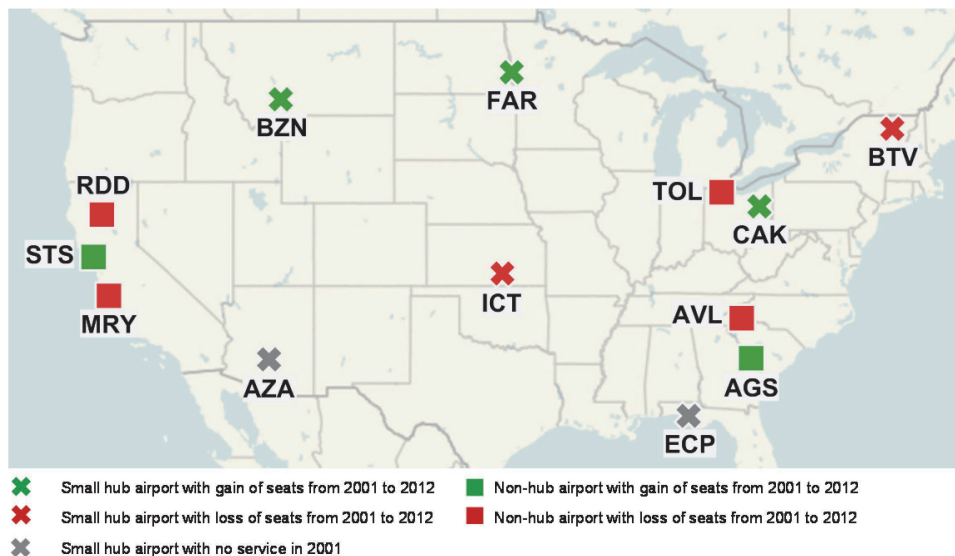 FAR
BZN
BTV
RDD
TOL
CAK
STS
ICT
MRY
AVL
AZA
AGS
ECP
Small hub airport with gain of seats from 2001 to 2012
Non-hub airport with gain of seats from 2001 to 2012
Small hub airport with loss of seats from 2001 to 2012
Non-hub airport with loss of seats from 2001 to 2012
Small hub airport with no service in 2001